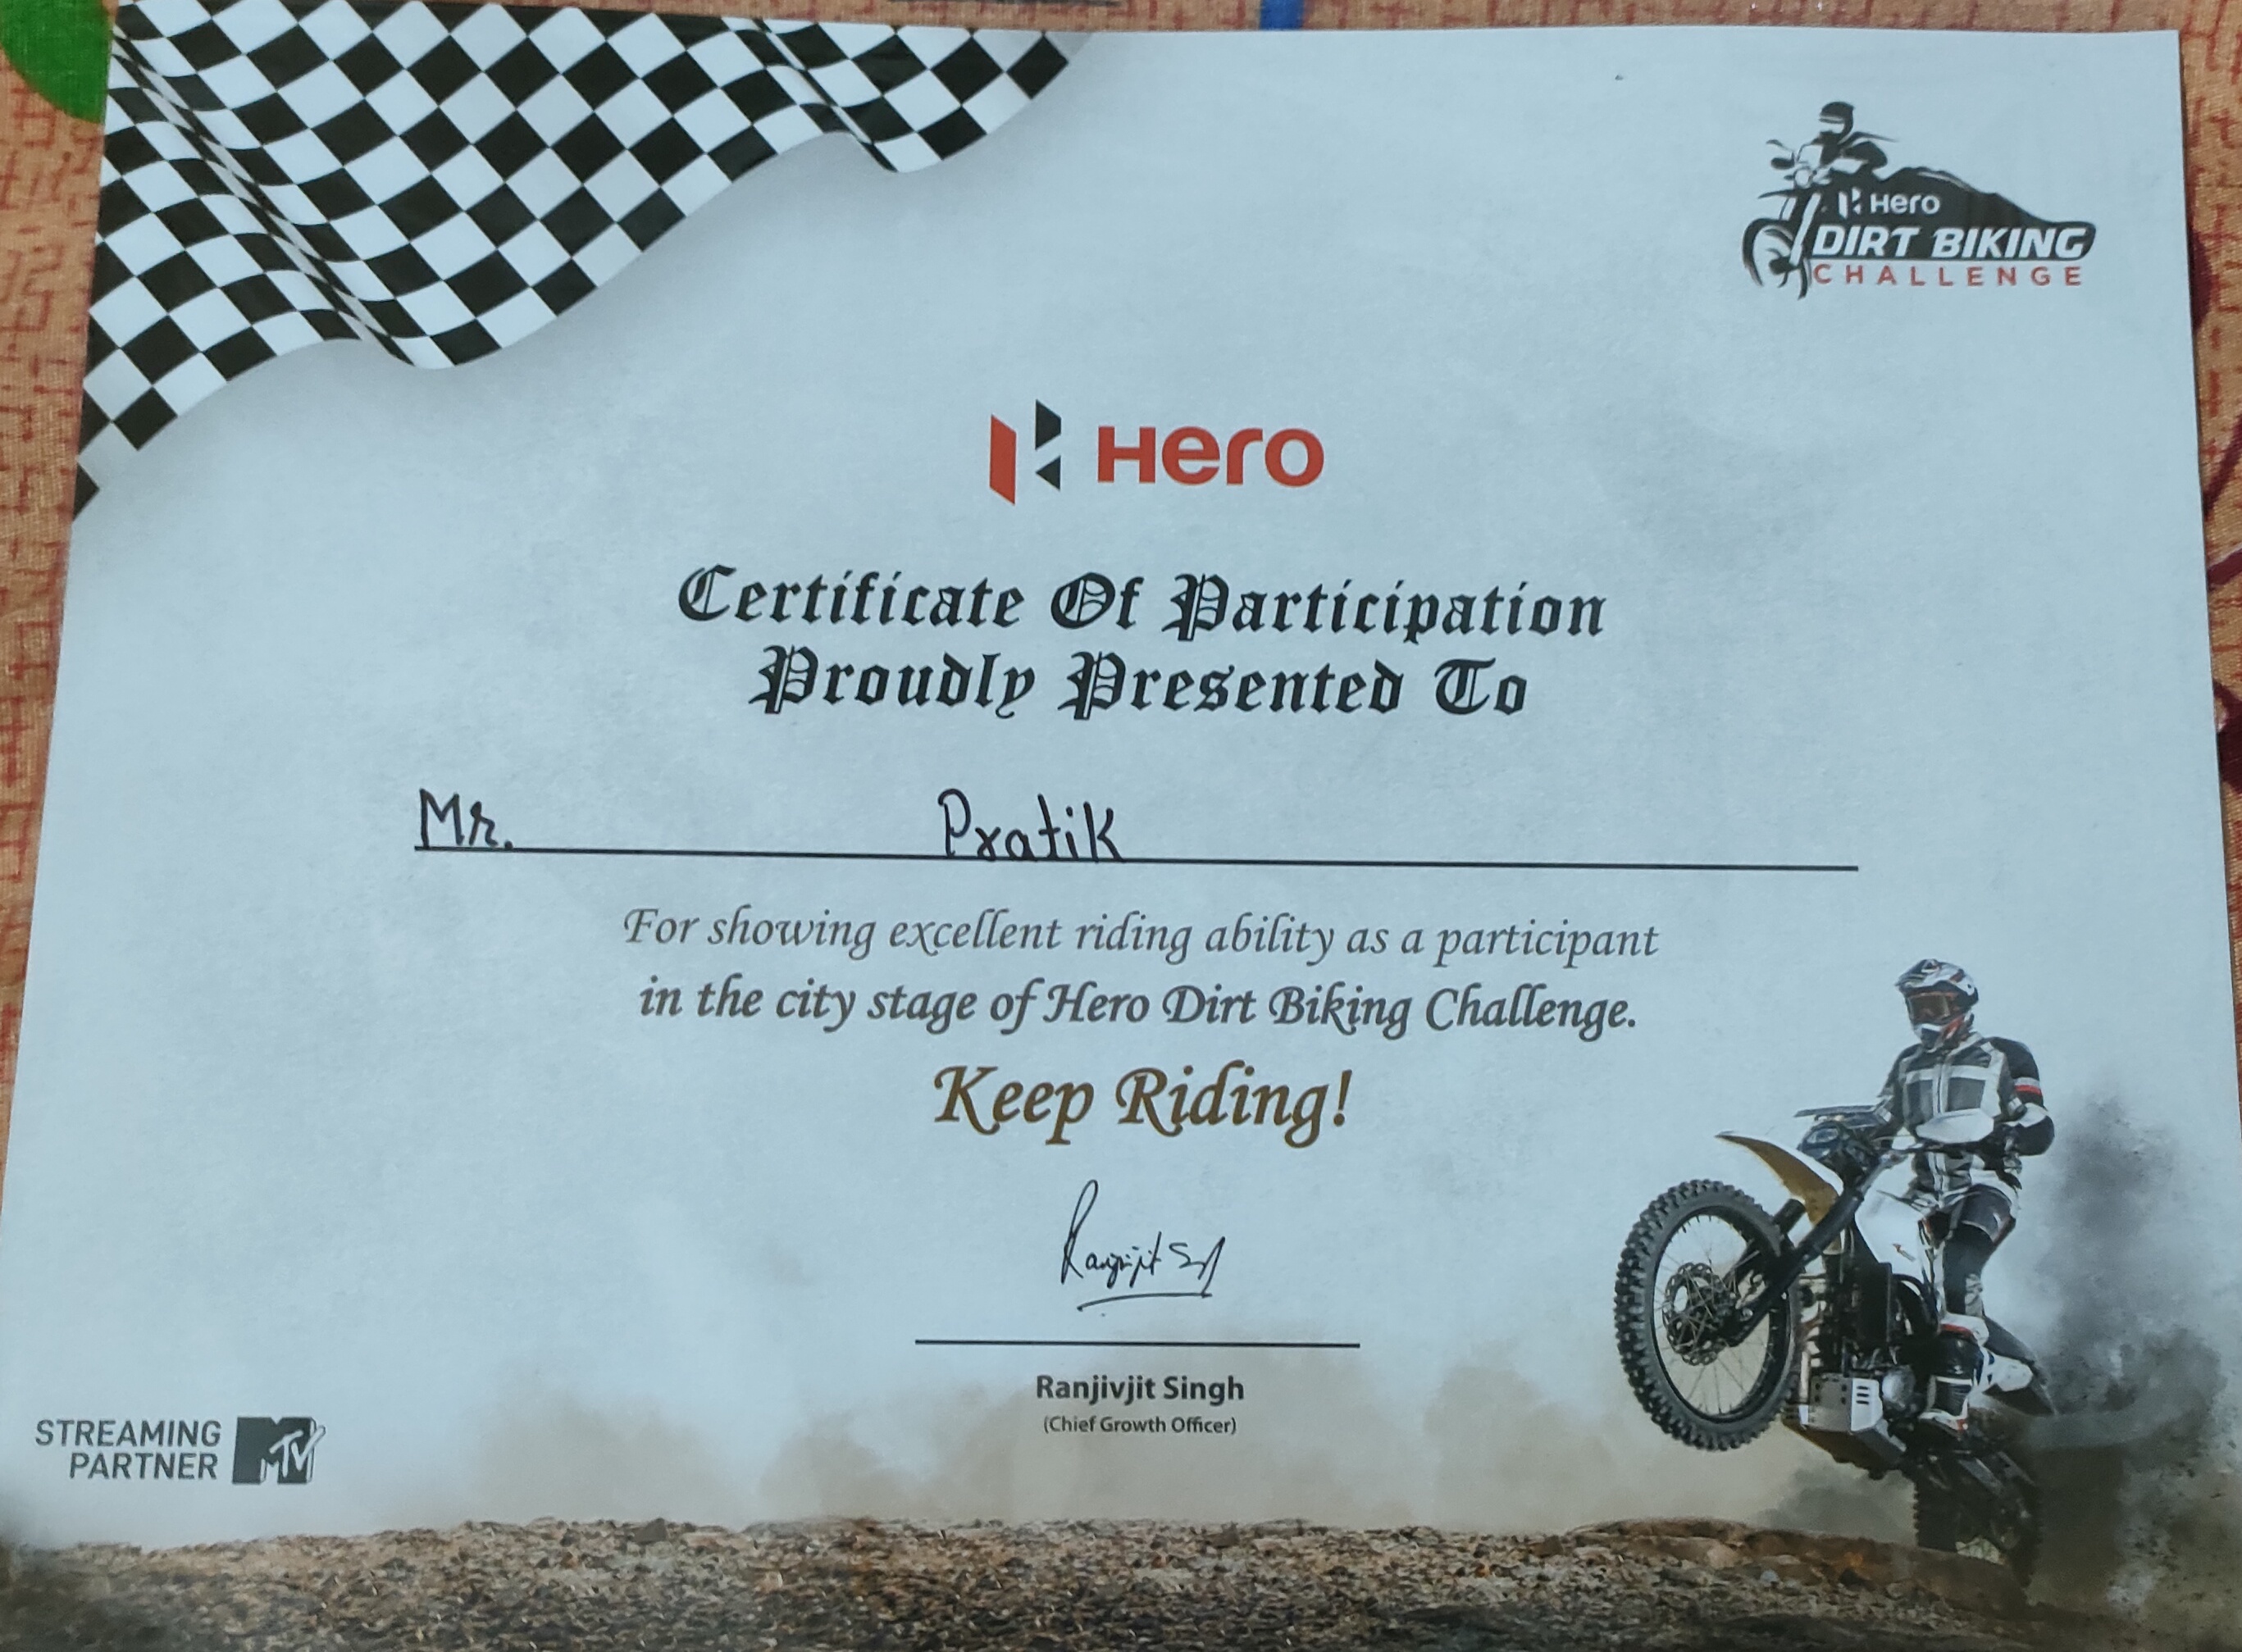 Hero
DIRT BIKING
CHALLENGE
Hero
Certificate Of Participation
Proudly Presented To
Mr. Pratik
For showing excellent riding ability as a participant
in the city stage of Hero Dirt Biking Challenge.
Keep Riding!
Ranjivjit Singh
(Chief Growth Officer)
STREAMING
PARTNER
MTV